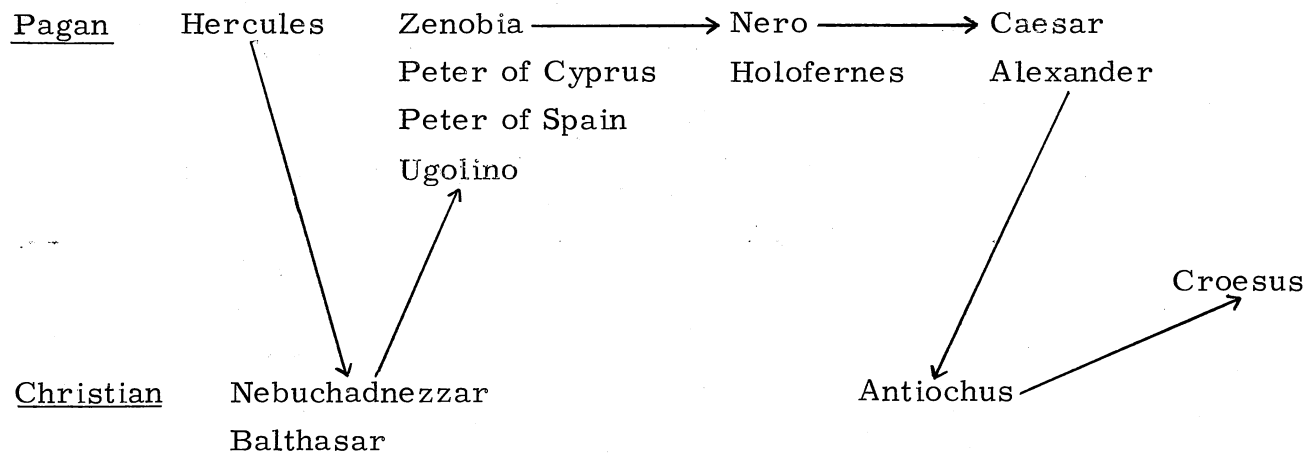 Pagan Hercules Zenobia Nero Caesar
Peter of Cyprus Holofernes Alexander
Peter of Spain
Ugolino
Croesus
Christian Nebuchadnezzar Antiochus
Balthasar